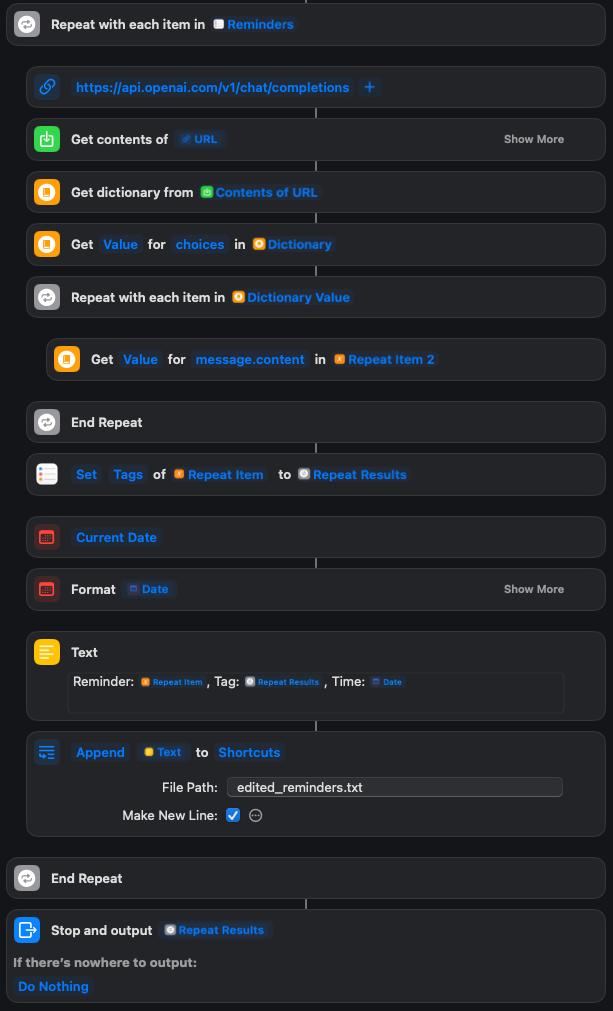 Repeat with each item in Reminders
https://api.openai.com/v1/chat/completions +
Get contents of URL Show More
Get dictionary from Contents of URL
Get Value for choices in Dictionary
Repeat with each item in Dictionary Value
Get Value for message.content in Repeat Item 2
End Repeat
Set Tags of Repeat Item to Repeat Results
Current Date
Format Date Show More
Text
Reminder: Repeat Item , Tag: Repeat Results , Time: Date
Append Text to Shortcuts
File Path: edited_reminders.txt
Make New Line:
End Repeat
Stop and output Repeat Results
If there's nowhere to output:
Do Nothing